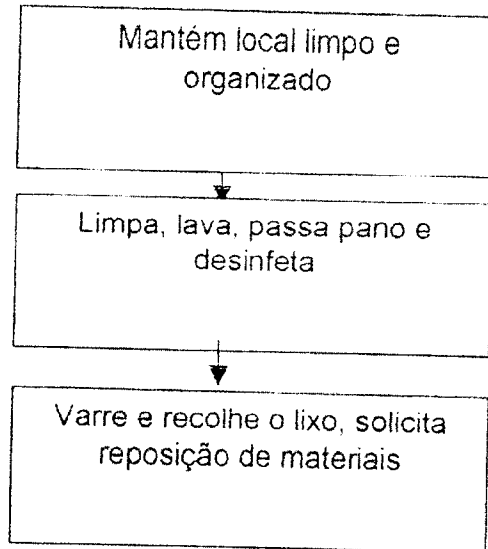 Mantém local limpo e
organizado
Limpa, lava, passa pano e
desinfeta
Varre e recolhe o lixo, solicita
reposição de materiais